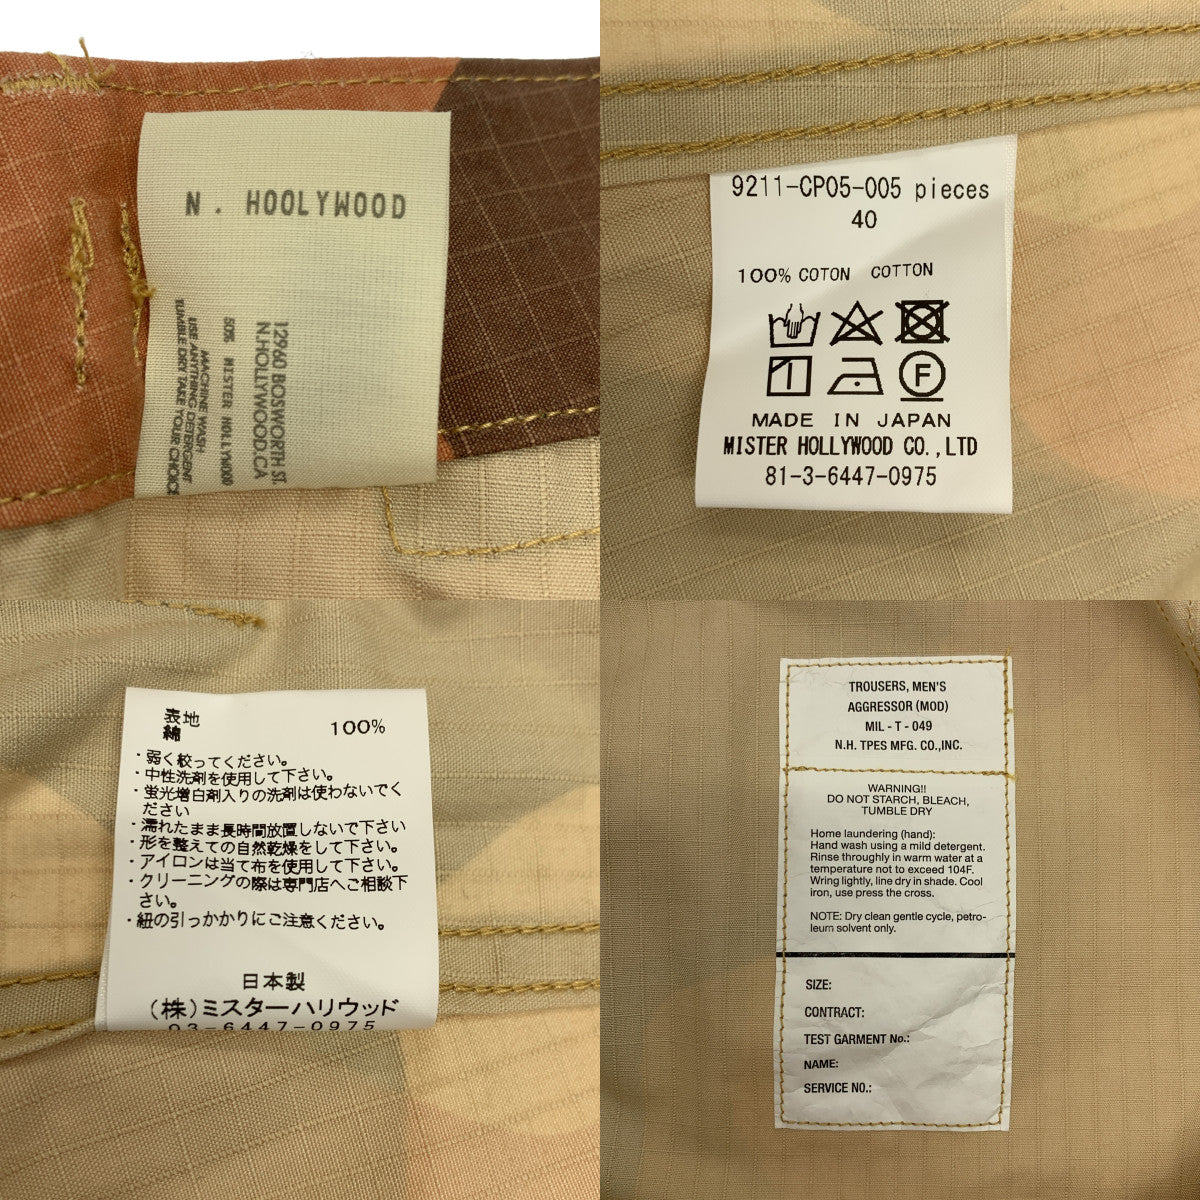 N. HOOLYWOOD
12960 BOSWORTH ST.
N.HOLLYWOOD.CA
50% MISTER HOLLYWOOD
MACHINE WASH
USE ANYTHING DETERGENT
TUMBLE DRY TAKE YOUR CHOICE
9211-CP05-005 pieces
40
100% COTON COTTON
F
MADE IN JAPAN
MISTER HOLLYWOOD CO.,LTD
81-3-6447-0975
表地
綿 100%
・弱く絞ってください。
・中性洗剤を使用して下さい。
・蛍光増白剤入りの洗剤は使わないでく
ださい
・濡れたまま長時間放置しないで下さい
・形を整えての自然乾燥をして下さい。
・アイロンは当て布を使用して下さい。
・クリーニングの際は専門店へご相談下
さい。
・紐の引っかかりにご注意ください。
日本製
(株)ミスターハリウッド
03-6447-0975
TROUSERS, MEN'S
AGGRESSOR (MOD)
MIL - T - 049
N.H. TPES MFG. CO.,INC.
WARNING!!
DO NOT STARCH, BLEACH,
TUMBLE DRY
Home laundering (hand):
Hand wash using a mild detergent.
Rinse throughly in warm water at a
temperature not to exceed 104F.
Wring lightly, line dry in shade. Cool
iron, use press the cross.
NOTE: Dry clean gentle cycle, petro-
leum solvent only.
SIZE:
CONTRACT:
TEST GARMENT No.:
NAME:
SERVICE NO.: